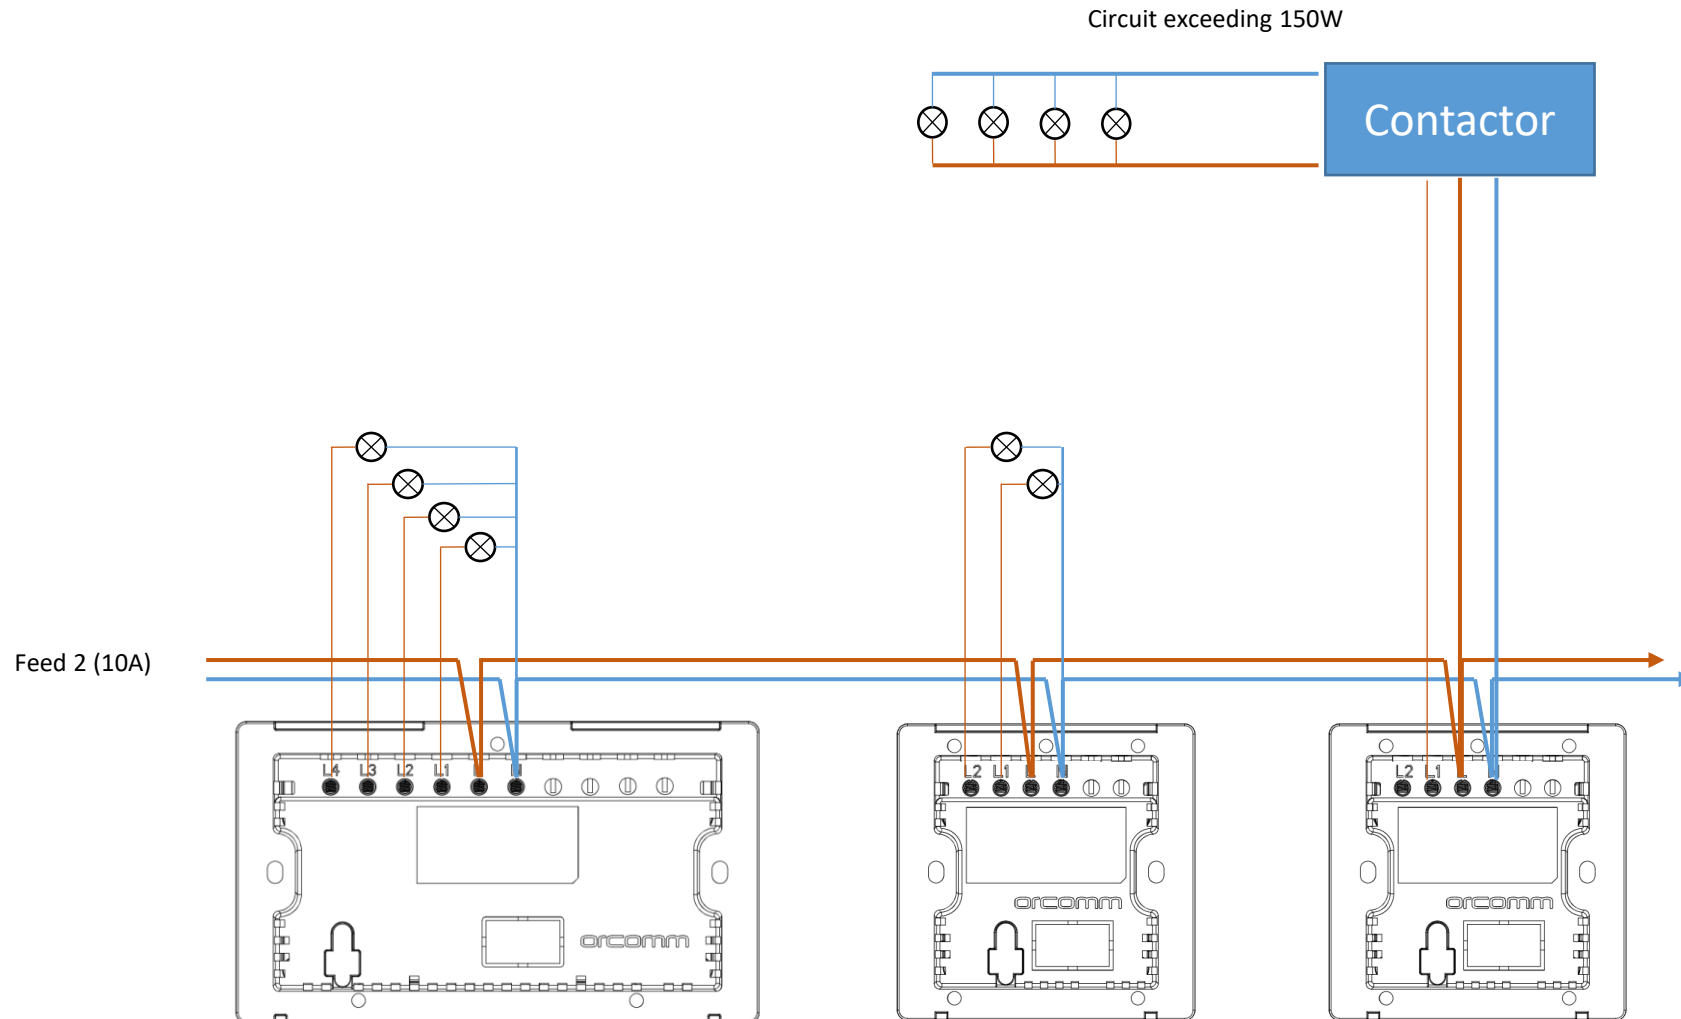 Circuit exceeding 150W
Contactor
Feed 2 (10A)
L4 L3 L2 L1 L N
L2 L1 L N
L2 L1 L
orcomm
orcomm
orcomm